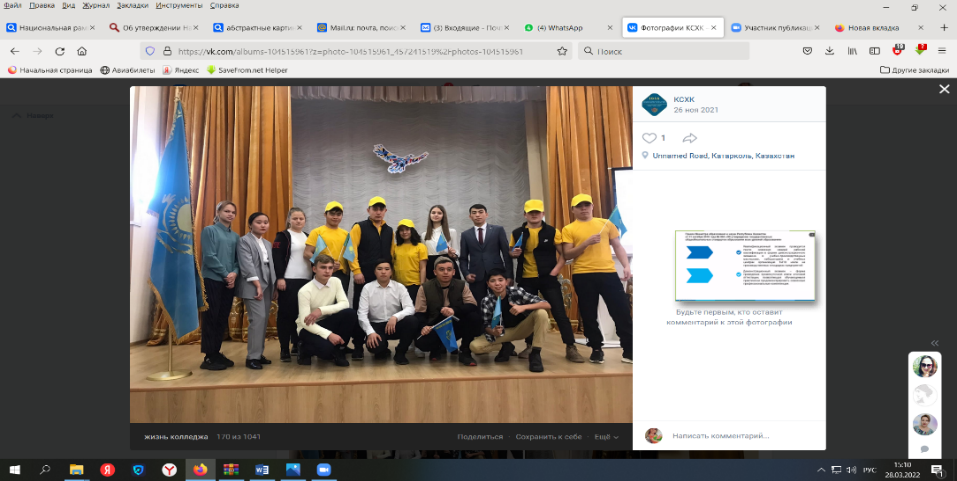 Файл Правка Вид Журнал Закладки Инструменты Справка
Национальная рам
Об утверждении На
абстрактные карти
Mail.ru: почта, поис
(3) Входящие - Почт
(4) WhatsApp
Фотографии КСХК
Участник публикац
Новая вкладка
https://vk.com/albums-104515961?z=photo-104515961_457241519%2Fphotos-104515961
Поиск
Начальная страница
Авиабилеты
Яндекс
SaveFrom.net Helper
Другие закладки
КСХК
26 ноя 2021
1
Unnamed Road, Катарколь, Казахстан
Будьте первым, кто оставит
комментарий к этой фотографии
жизнь колледжа 170 из 1041
Поделиться Сохранить к себе Ещё
Написать комментарий...
РУС
15:10
28.03.2022